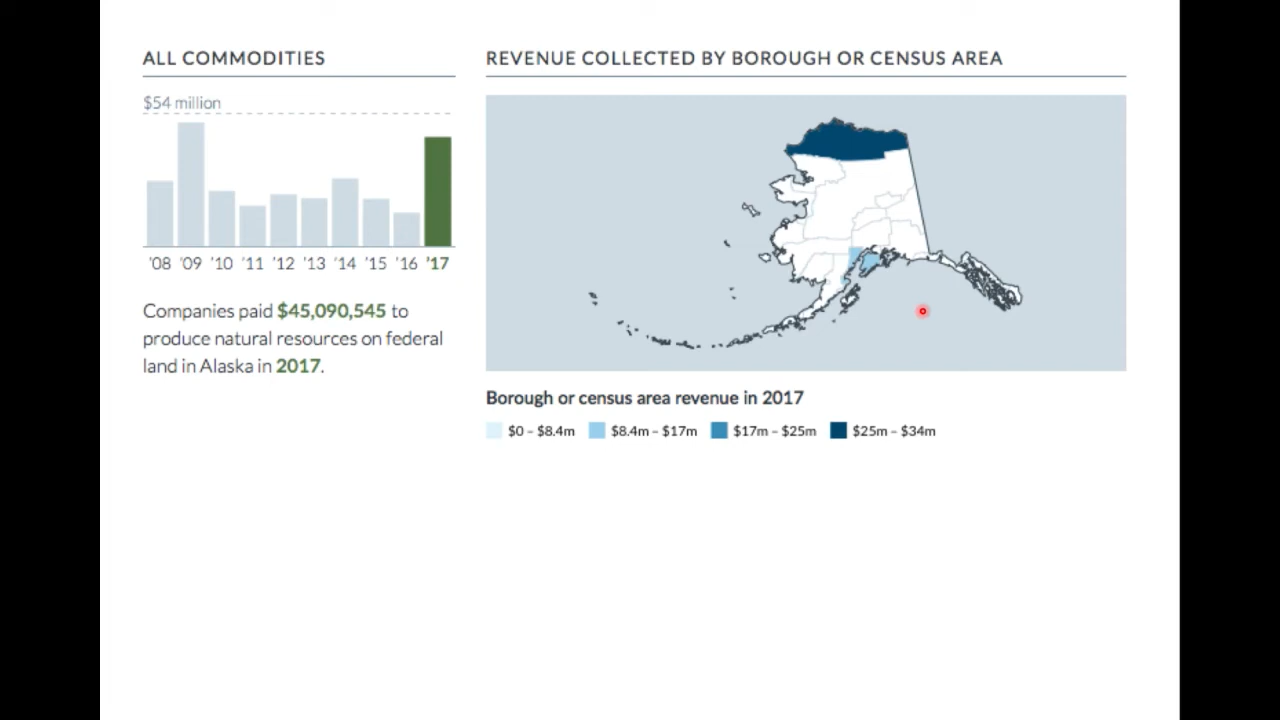 ALL COMMODITIES
$54 million
'08 '09 '10 '11 '12 '13 '14 '15 '16 '17
Companies paid $45,090,545 to
produce natural resources on federal
land in Alaska in 2017.
REVENUE COLLECTED BY BOROUGH OR CENSUS AREA
Borough or census area revenue in 2017
$0 – $8.4m $8.4m – $17m $17m – $25m $25m – $34m